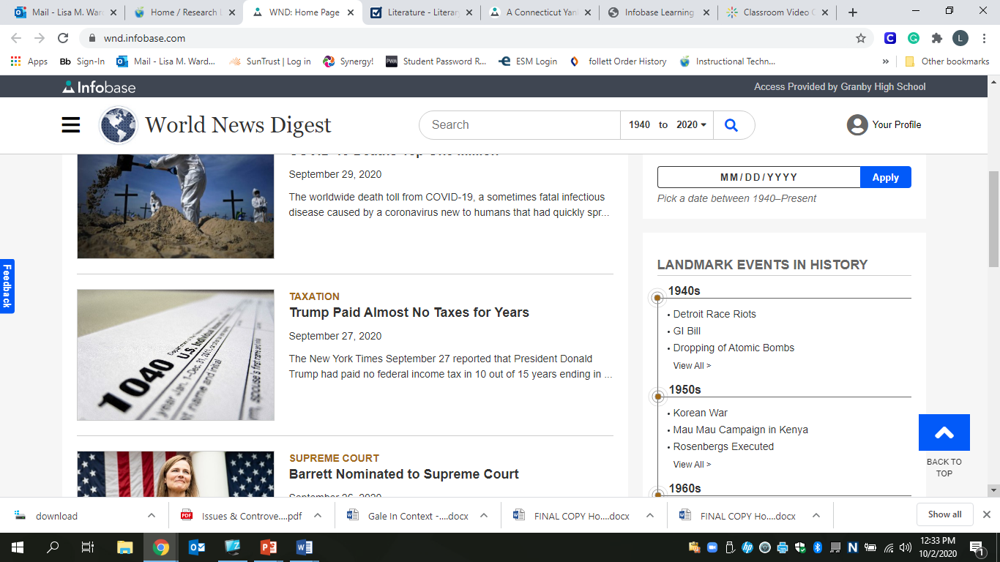 Mail - Lisa M. Ward
Home / Research L
WND: Home Page
Literature - Literary
A Connecticut Yan
Infobase Learning
Classroom Video O
wnd.infobase.com
L
Apps
Bb Sign-In
Mail - Lisa M. Ward...
SunTrust | Log in
Synergy!
PWM Student Password R...
ESM Login
follett Order History
Instructional Techn...
»
Other bookmarks
Infobase
Access Provided by Granby High School
World News Digest
Search
1940 to 2020
Your Profile
September 29, 2020
The worldwide death toll from COVID-19, a sometimes fatal infectious
disease caused by a coronavirus new to humans that had quickly spr...
TAXATION
Trump Paid Almost No Taxes for Years
September 27, 2020
The New York Times September 27 reported that President Donald
Trump had paid no federal income tax in 10 out of 15 years ending in ...
1040
U.S. Individual
SUPREME COURT
Barrett Nominated to Supreme Court
MM/DD/YYYY
Apply
Pick a date between 1940–Present
LANDMARK EVENTS IN HISTORY
1940s
• Detroit Race Riots
• GI Bill
• Dropping of Atomic Bombs
View All >
1950s
• Korean War
• Mau Mau Campaign in Kenya
• Rosenbergs Executed
View All >
1960s
BACK TO
TOP
Feedback
download
Issues & Controve....pdf
Gale In Context -....docx
FINAL COPY Ho....docx
FINAL COPY Ho....docx
Show all
12:33 PM
10/2/2020
1